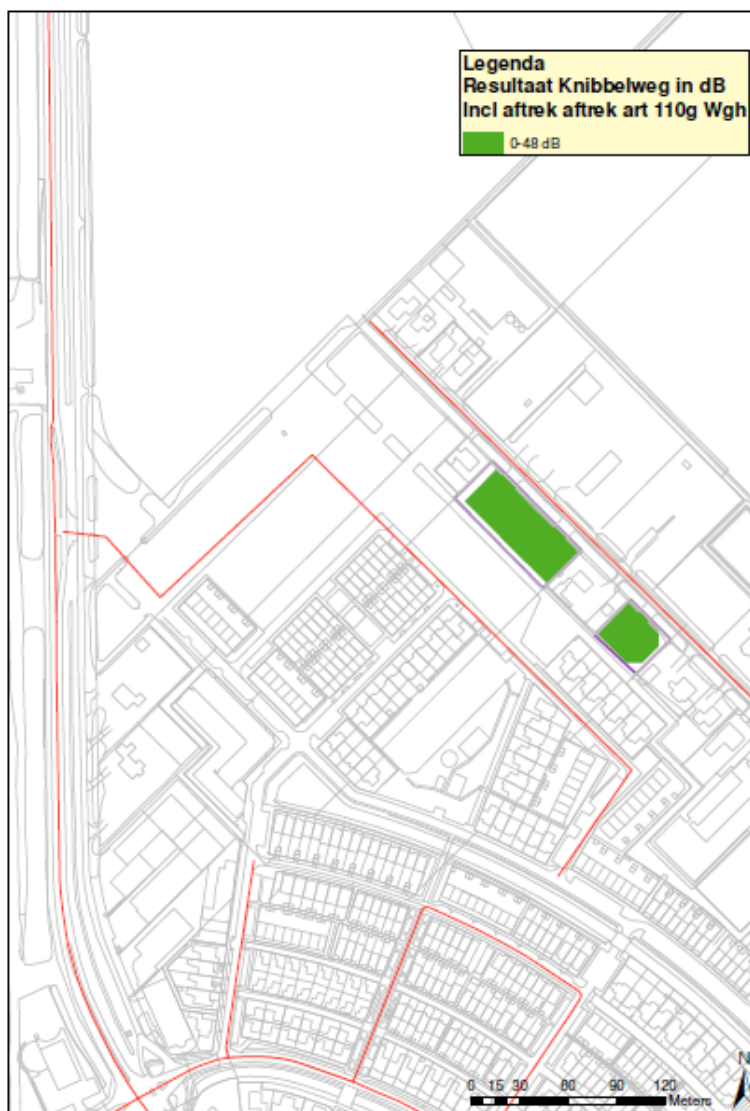 Legenda
Resultaat Knibbelweg in dB
Incl aftrek aftrek art 110g Wgh
0-48 dB
N
0 15 30 60 90 120
Meters